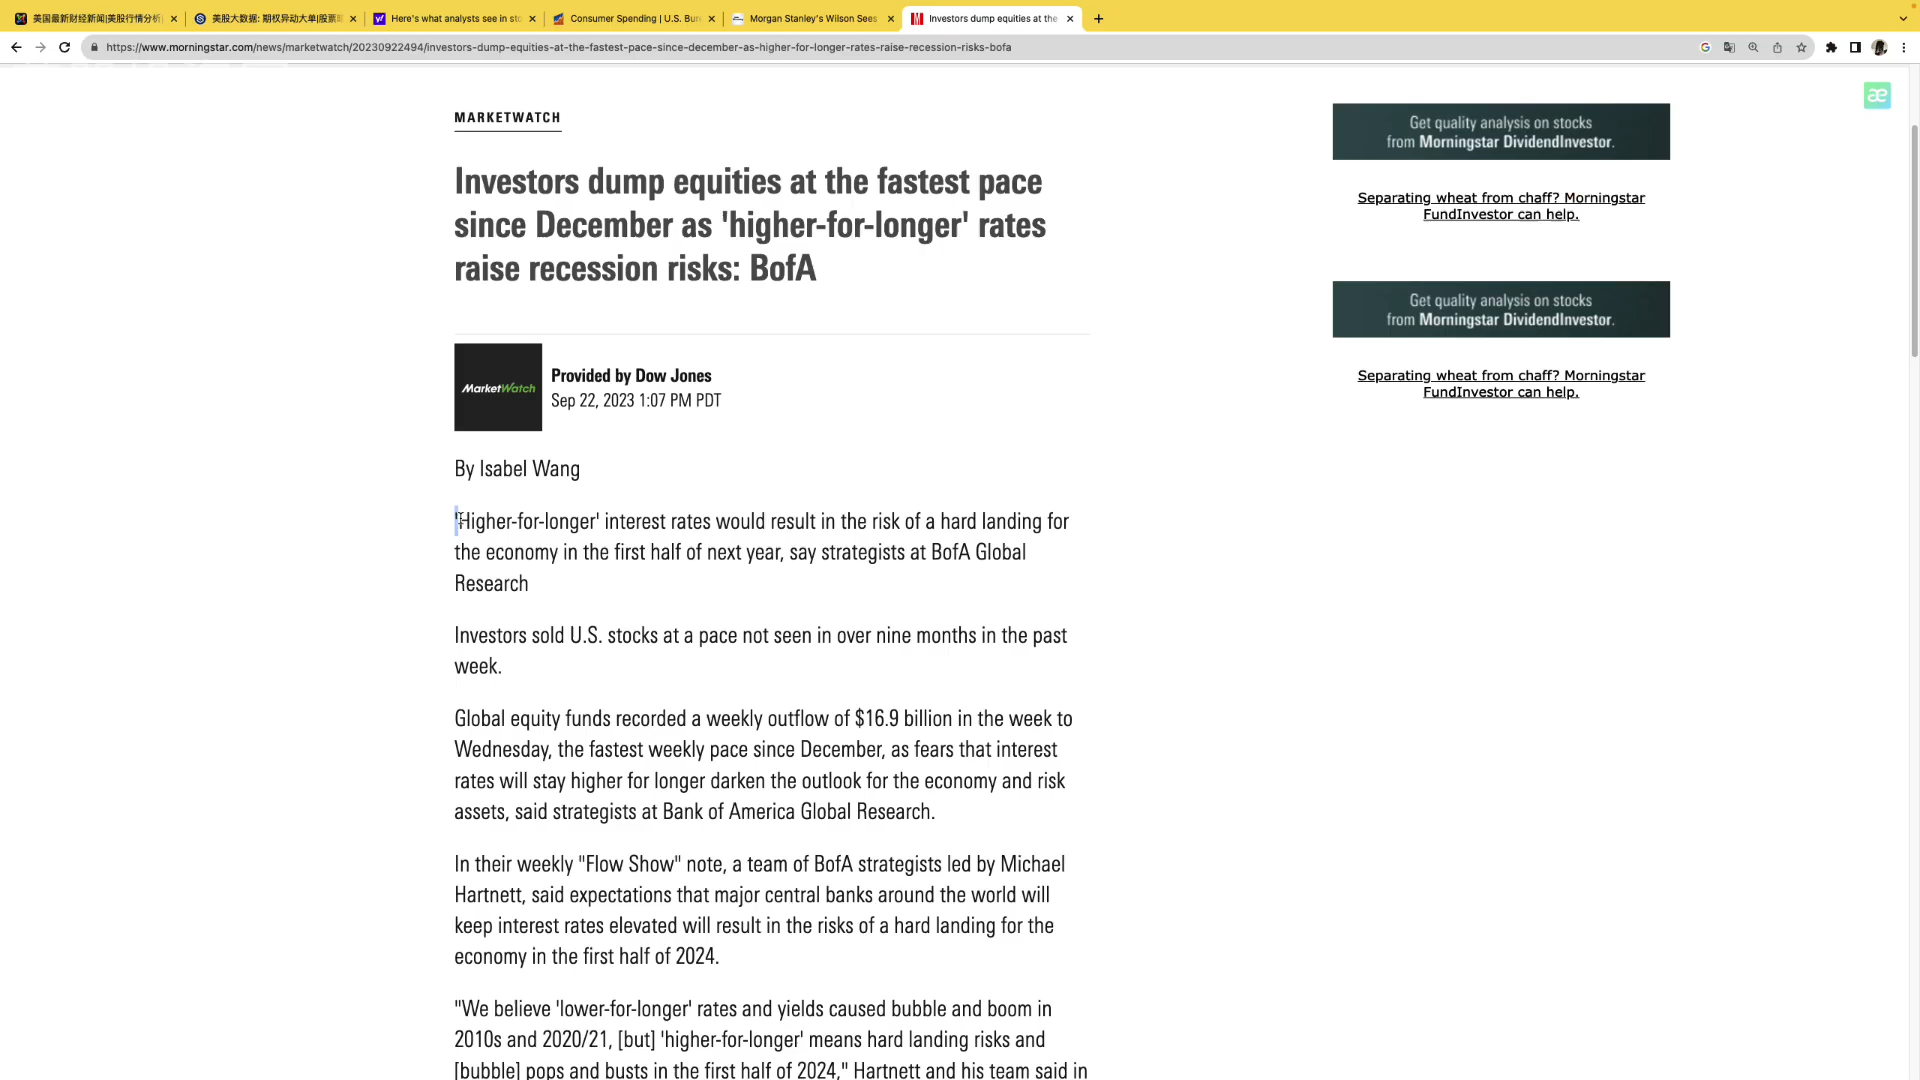 美国最新财经新闻|美股行情分析
美股大数据: 期权异动大单|股票
Here's what analysts see in sto
Consumer Spending | U.S. Bur
Morgan Stanley's Wilson Sees
Investors dump equities at the
https://www.morningstar.com/news/marketwatch/20230922494/investors-dump-equities-at-the-fastest-pace-since-december-as-higher-for-longer-rates-raise-recession-risks-bofa
MARKETWATCH
Investors dump equities at the fastest pace
since December as 'higher-for-longer' rates
raise recession risks: BofA
MarketWatch
Provided by Dow Jones
Sep 22, 2023 1:07 PM PDT
By Isabel Wang
'Higher-for-longer' interest rates would result in the risk of a hard landing for
the economy in the first half of next year, say strategists at BofA Global
Research
Investors sold U.S. stocks at a pace not seen in over nine months in the past
week.
Global equity funds recorded a weekly outflow of $16.9 billion in the week to
Wednesday, the fastest weekly pace since December, as fears that interest
rates will stay higher for longer darken the outlook for the economy and risk
assets, said strategists at Bank of America Global Research.
In their weekly "Flow Show" note, a team of BofA strategists led by Michael
Hartnett, said expectations that major central banks around the world will
keep interest rates elevated will result in the risks of a hard landing for the
economy in the first half of 2024.
"We believe 'lower-for-longer' rates and yields caused bubble and boom in
2010s and 2020/21, [but] 'higher-for-longer' means hard landing risks and
[bubble] pops and busts in the first half of 2024," Hartnett and his team said in
Get quality analysis on stocks
from Morningstar DividendInvestor.
Separating wheat from chaff? Morningstar
FundInvestor can help.
Get quality analysis on stocks
from Morningstar DividendInvestor.
Separating wheat from chaff? Morningstar
FundInvestor can help.
æ